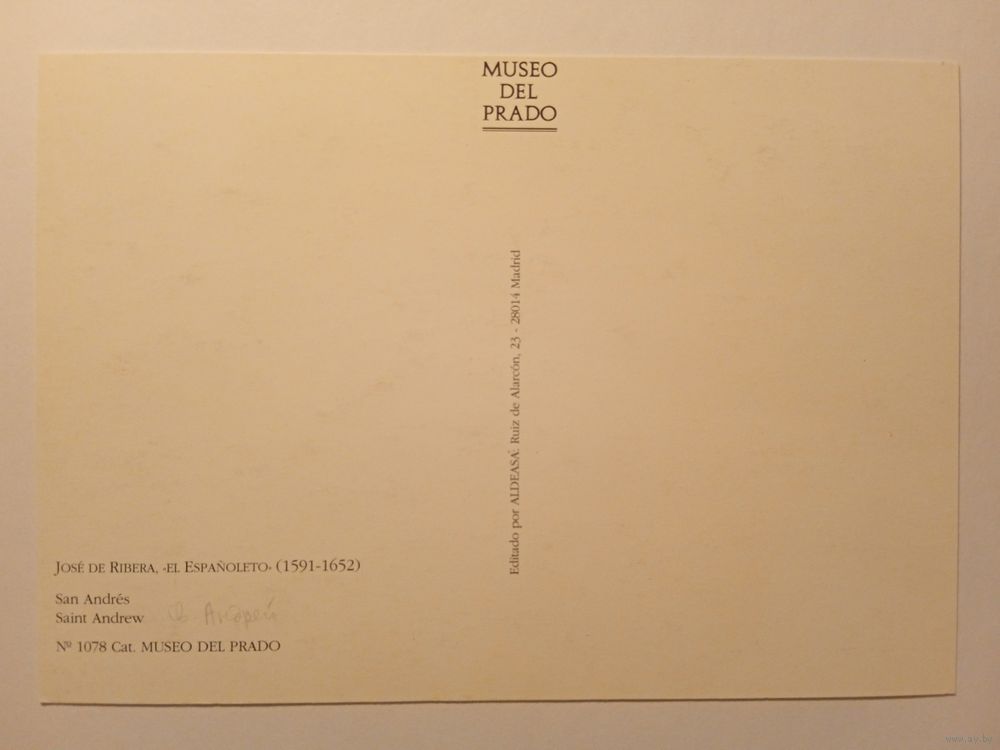 MUSEO
DEL
PRADO
Editado por ALDEASA. Ruiz de Alarcón, 23 - 28014 Madrid
JOSÉ DE RIBERA, «EL ESPAÑOLETO» (1591-1652)
San Andrés
Saint Andrew
Nº 1078 Cat. MUSEO DEL PRADO